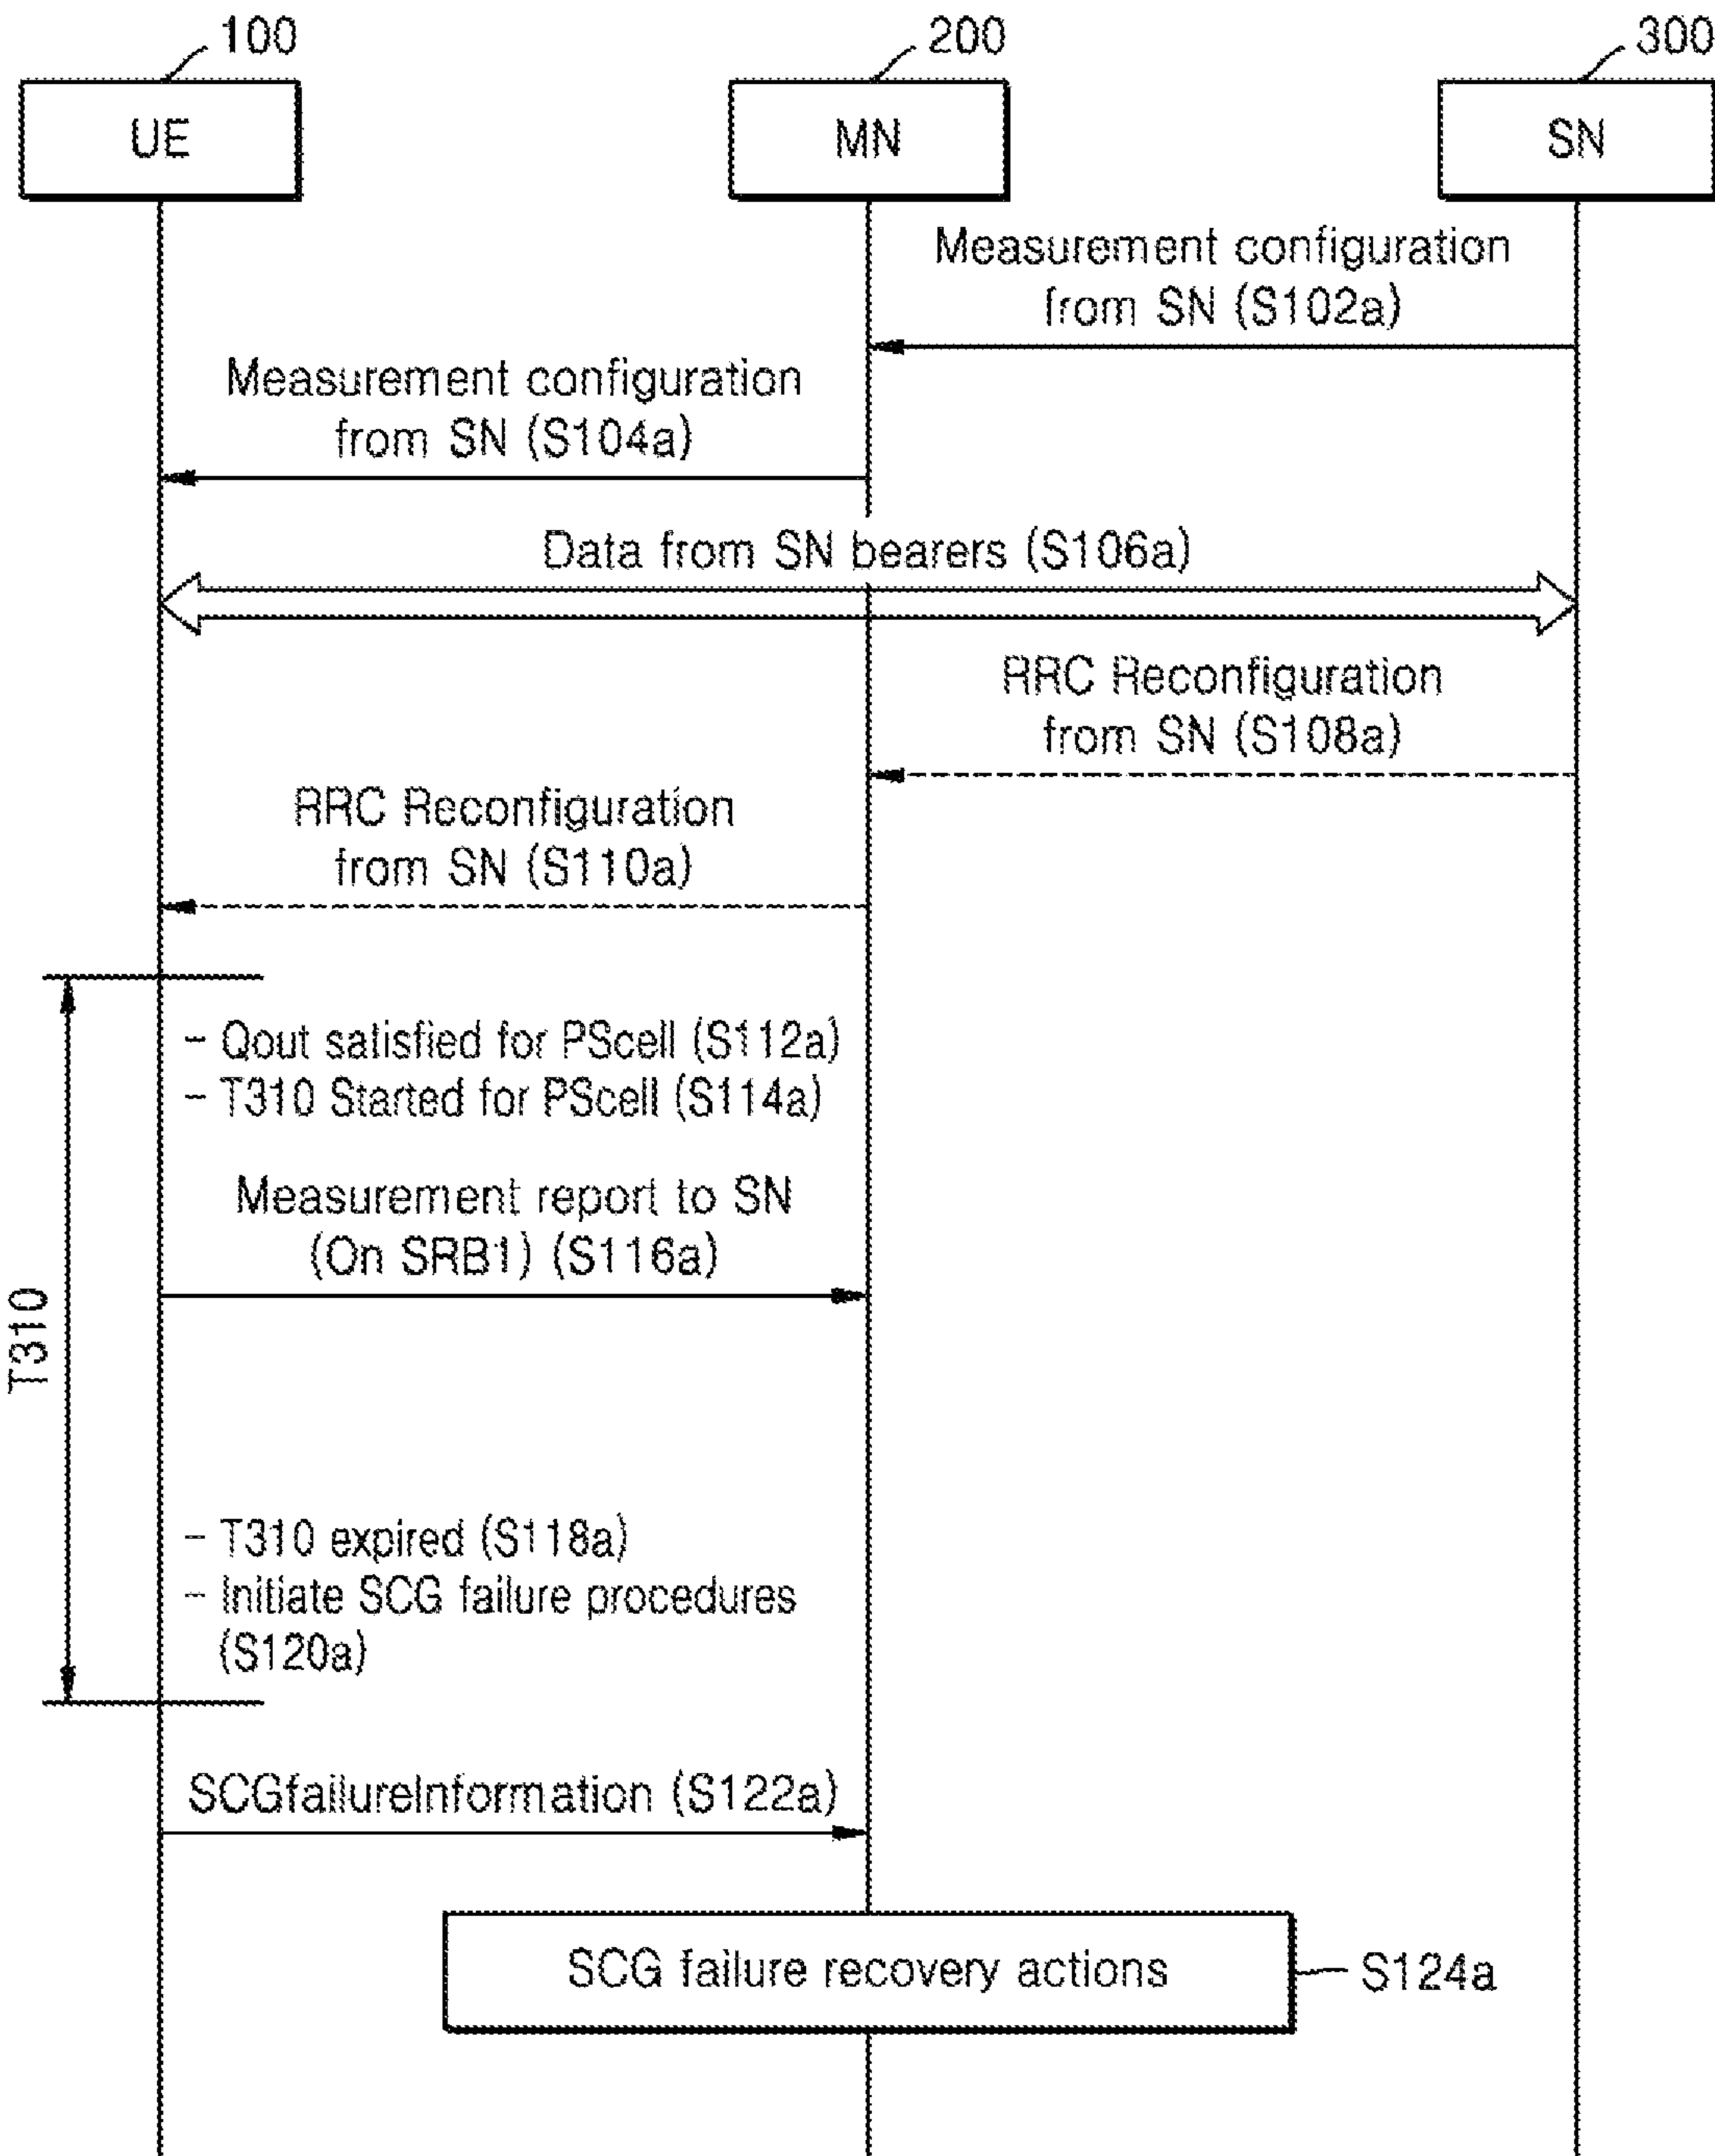 100
200
300
UE
MN
SN
Measurement configuration
from SN (S102a)
Measurement configuration
from SN (S104a)
Data from SN bearers (S106a)
RRC Reconfiguration
from SN (S108a)
RRC Reconfiguration
from SN (S110a)
- Qout satisfied for PScell (S112a)
- T310 Started for PScell (S114a)
Measurement report to SN
(On SRB1) (S116a)
T310
- T310 expired (S118a)
- Initiate SCG failure procedures
(S120a)
SCGfailureInformation (S122a)
SCG failure recovery actions
S124a